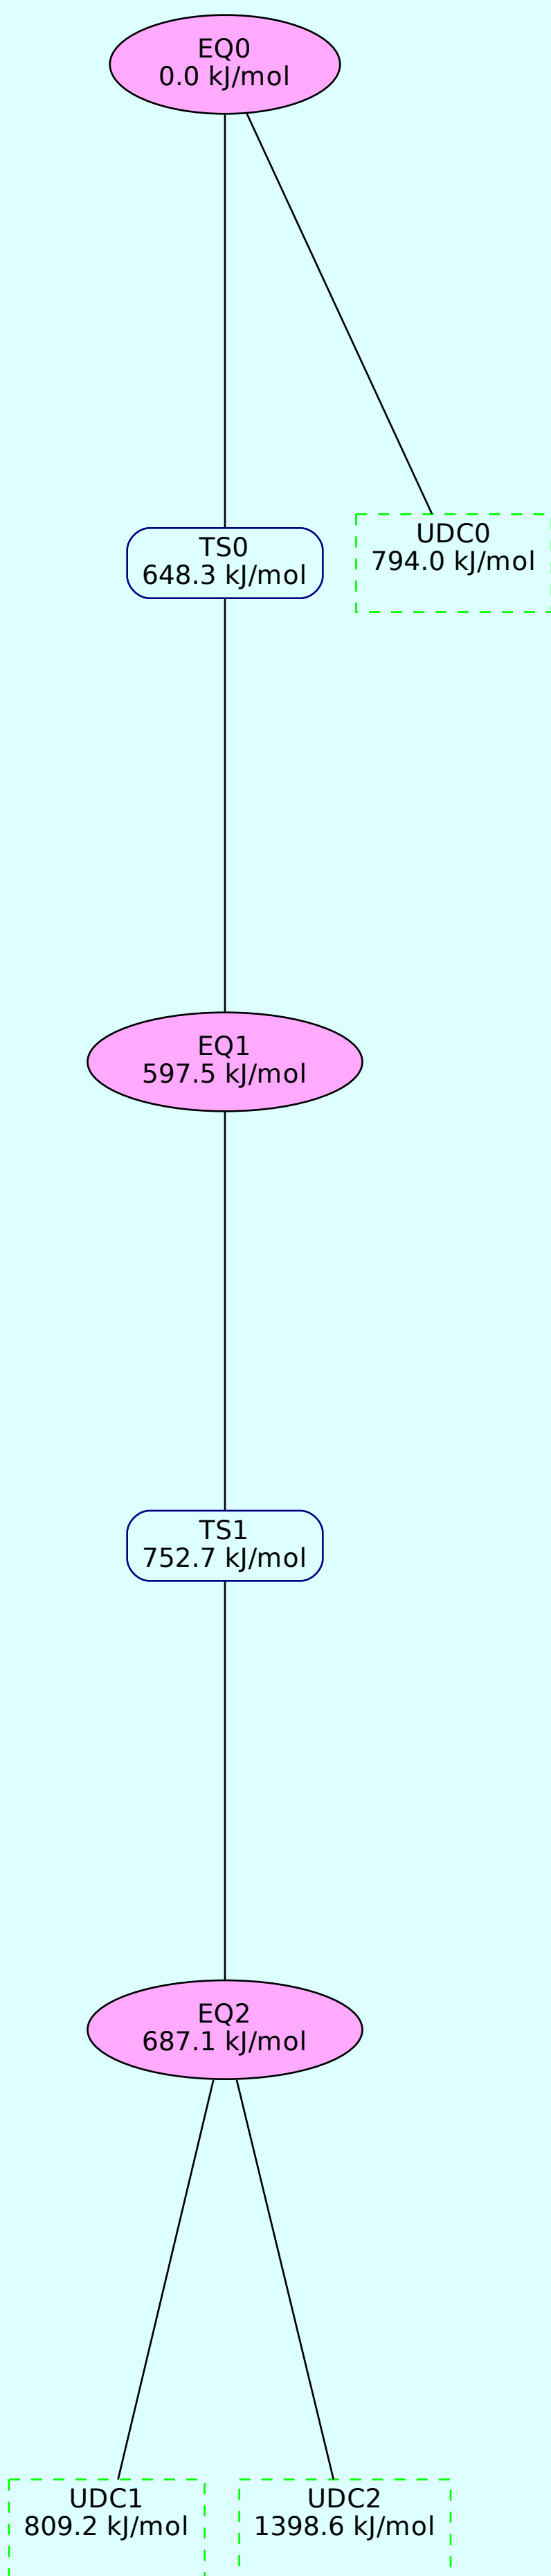 EQ0
0.0 kJ/mol
TS0
648.3 kJ/mol
UDC0
794.0 kJ/mol
EQ1
597.5 kJ/mol
TS1
752.7 kJ/mol
EQ2
687.1 kJ/mol
UDC1
809.2 kJ/mol
UDC2
1398.6 kJ/mol